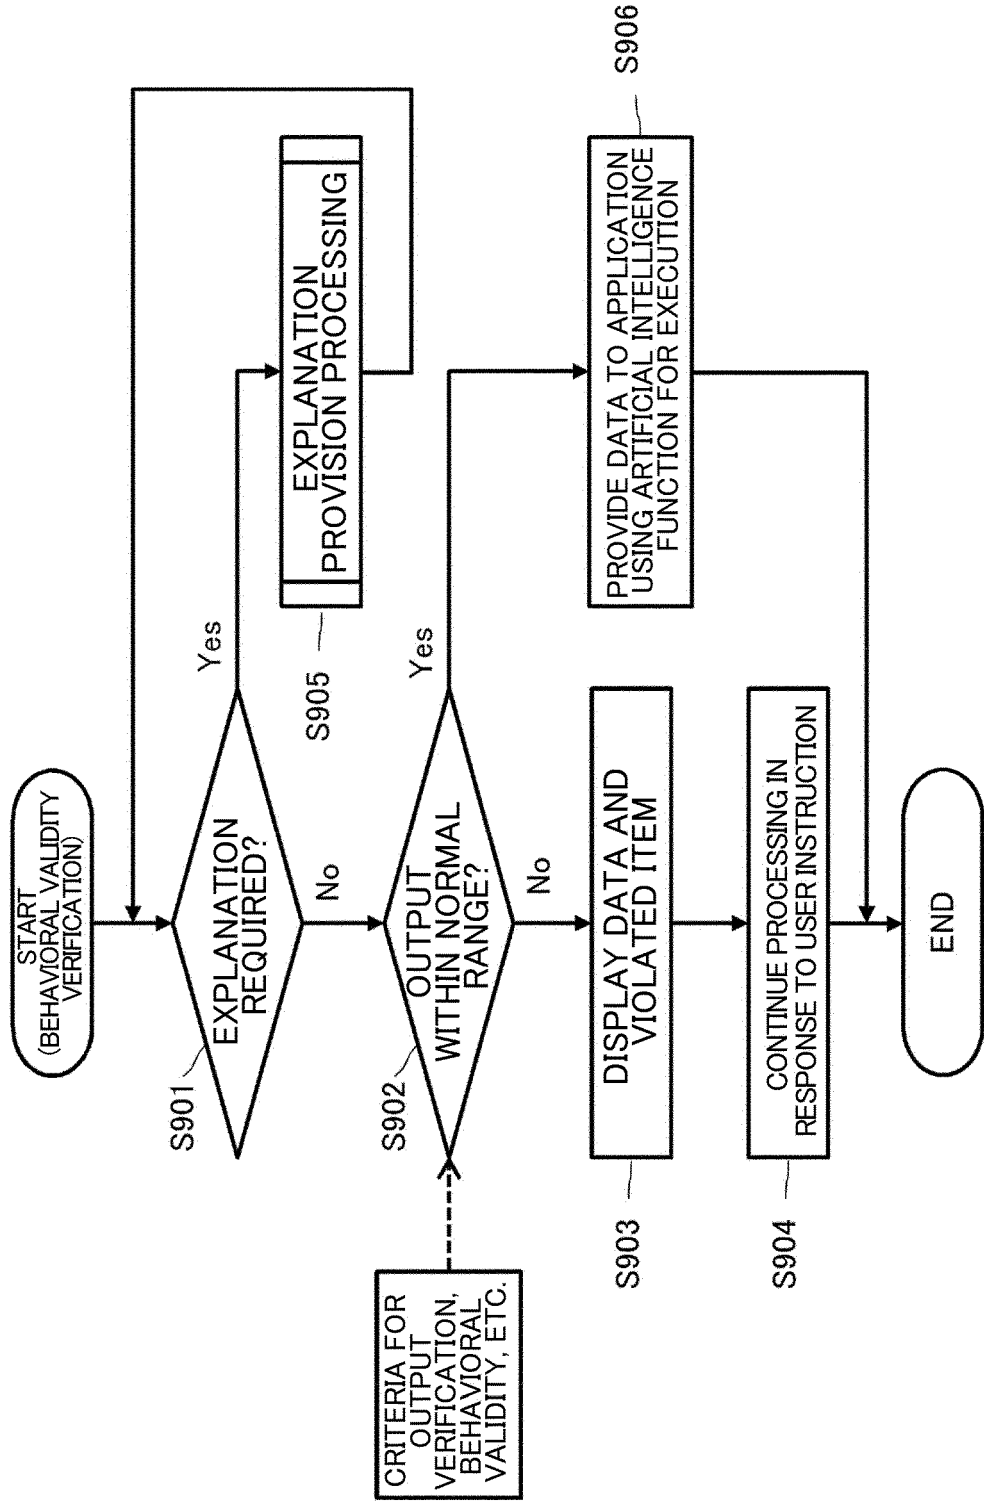 START
(BEHAVIORAL VALIDITY
VERIFICATION)
S901
EXPLANATION
REQUIRED?
Yes
No
S905
EXPLANATION
PROVISION PROCESSING
CRITERIA FOR
OUTPUT
VERIFICATION,
BEHAVIORAL
VALIDITY, ETC.
S902
OUTPUT
WITHIN NORMAL
RANGE?
Yes
No
S903
DISPLAY DATA AND
VIOLATED ITEM
S906
PROVIDE DATA TO APPLICATION
USING ARTIFICIAL INTELLIGENCE
FUNCTION FOR EXECUTION
S904
CONTINUE PROCESSING IN
RESPONSE TO USER INSTRUCTION
END